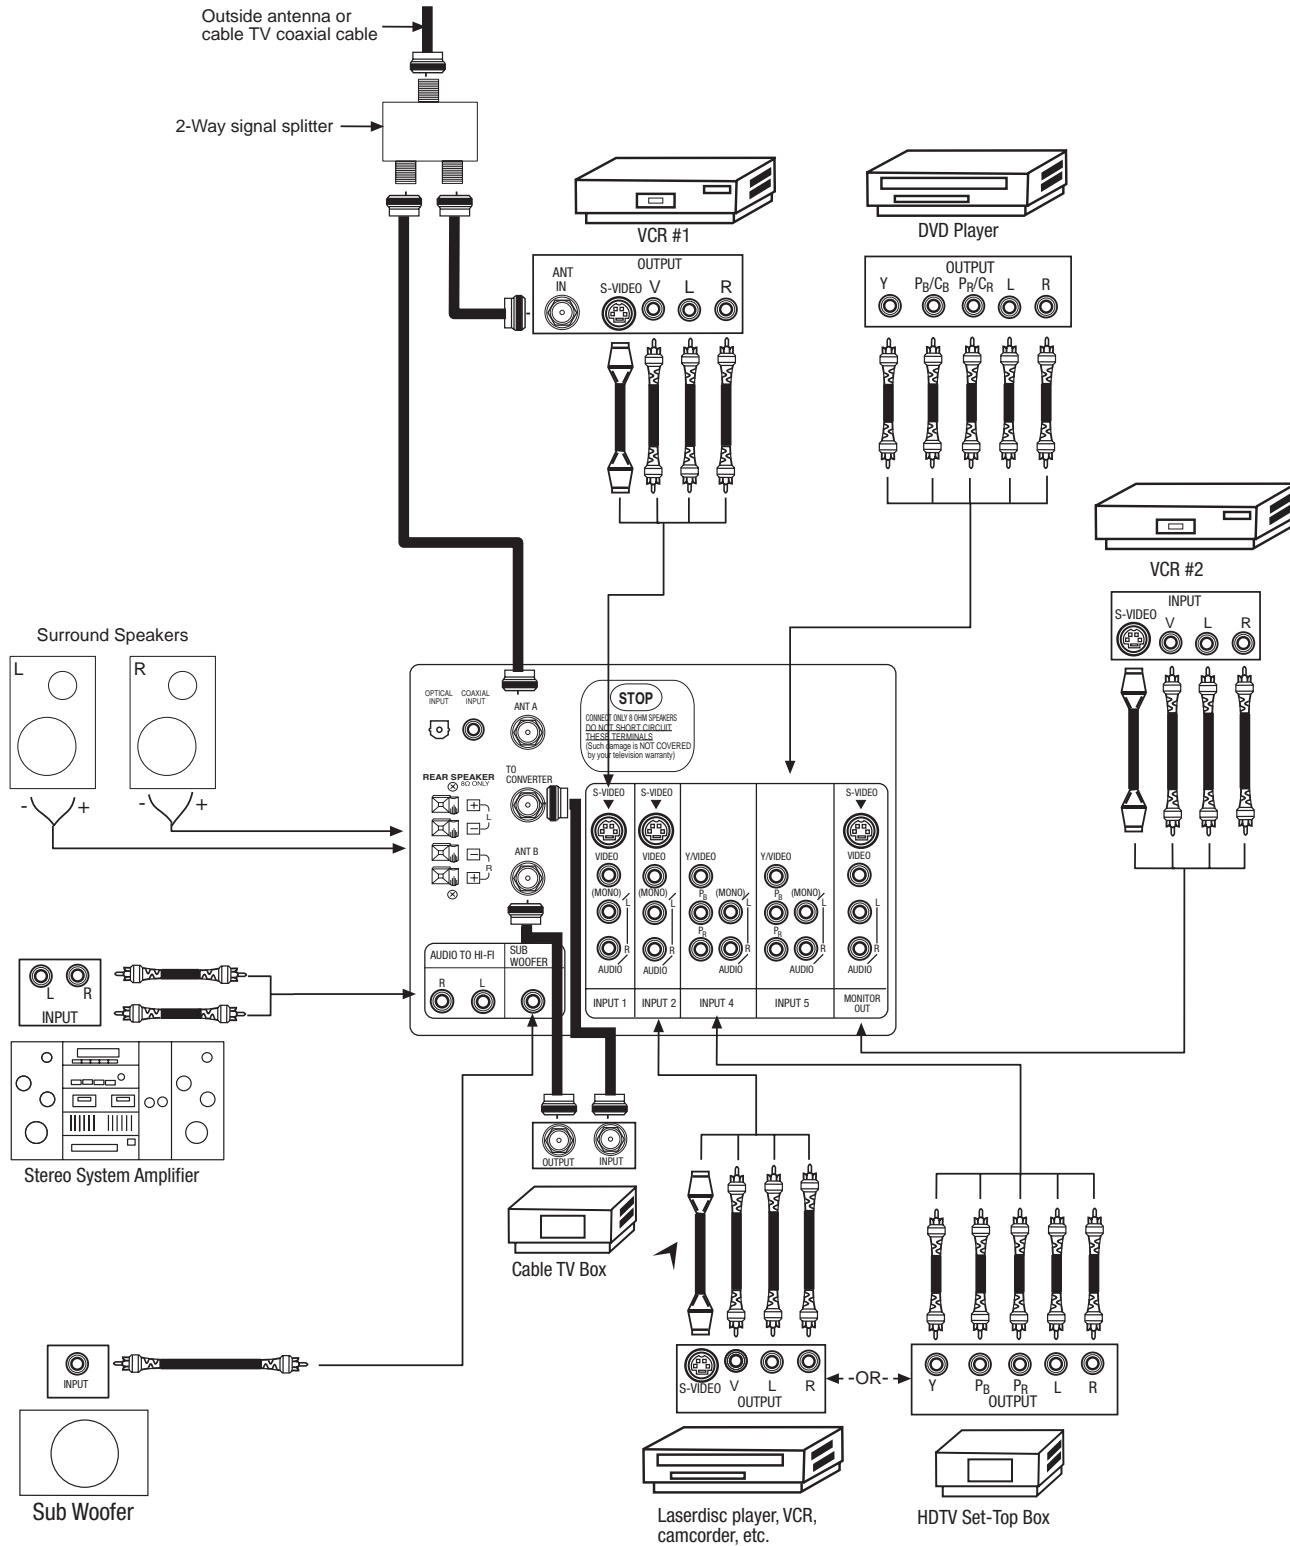 Outside antenna or
cable TV coaxial cable
2-Way signal splitter
VCR #1
OUTPUT
ANT
IN
S-VIDEO V L R
DVD Player
OUTPUT
Y PB/CB PR/CR L R
VCR #2
INPUT
S-VIDEO V L R
Surround Speakers
L R
- + - +
OPTICAL
INPUT
COAXIAL
INPUT
ANT A
STOP
CONNECT ONLY 8 OHM SPEAKERS
DO NOT SHORT CIRCUIT
THESE TERMINALS
(Such damage is NOT COVERED
by your television warranty)
REAR SPEAKER
8Ω ONLY
+
L
-
-
R
+
TO
CONVERTER
ANT B
S-VIDEO
VIDEO
(MONO)
L
R
AUDIO
INPUT 1
S-VIDEO
VIDEO
(MONO)
L
R
AUDIO
INPUT 2
Y/VIDEO
PB
(MONO)
L
PR
R
AUDIO
INPUT 4
Y/VIDEO
PB
(MONO)
L
PR
R
AUDIO
INPUT 5
S-VIDEO
VIDEO
L
R
AUDIO
MONITOR
OUT
AUDIO TO HI-FI
R L
SUB
WOOFER
L R
INPUT
Stereo System Amplifier
OUTPUT INPUT
Cable TV Box
INPUT
Sub Woofer
S-VIDEO V L R
OUTPUT
-OR-
Y PB PR L R
OUTPUT
Laserdisc player, VCR,
camcorder, etc.
HDTV Set-Top Box